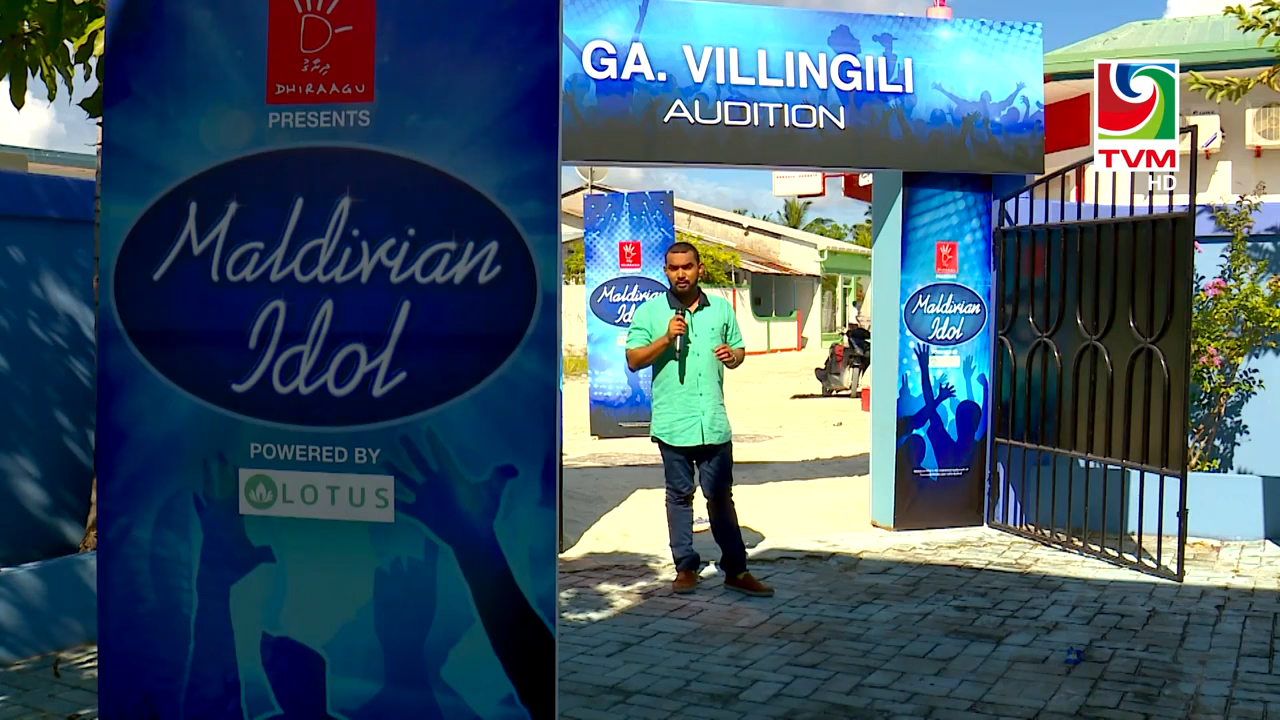 ދިރާގު
DHIRAAGU
PRESENTS
Maldivian
Idol
POWERED BY
LOTUS
GA. VILLINGILI
AUDITION
TVM
HD
Maldivian
Idol
Maldivian
Idol